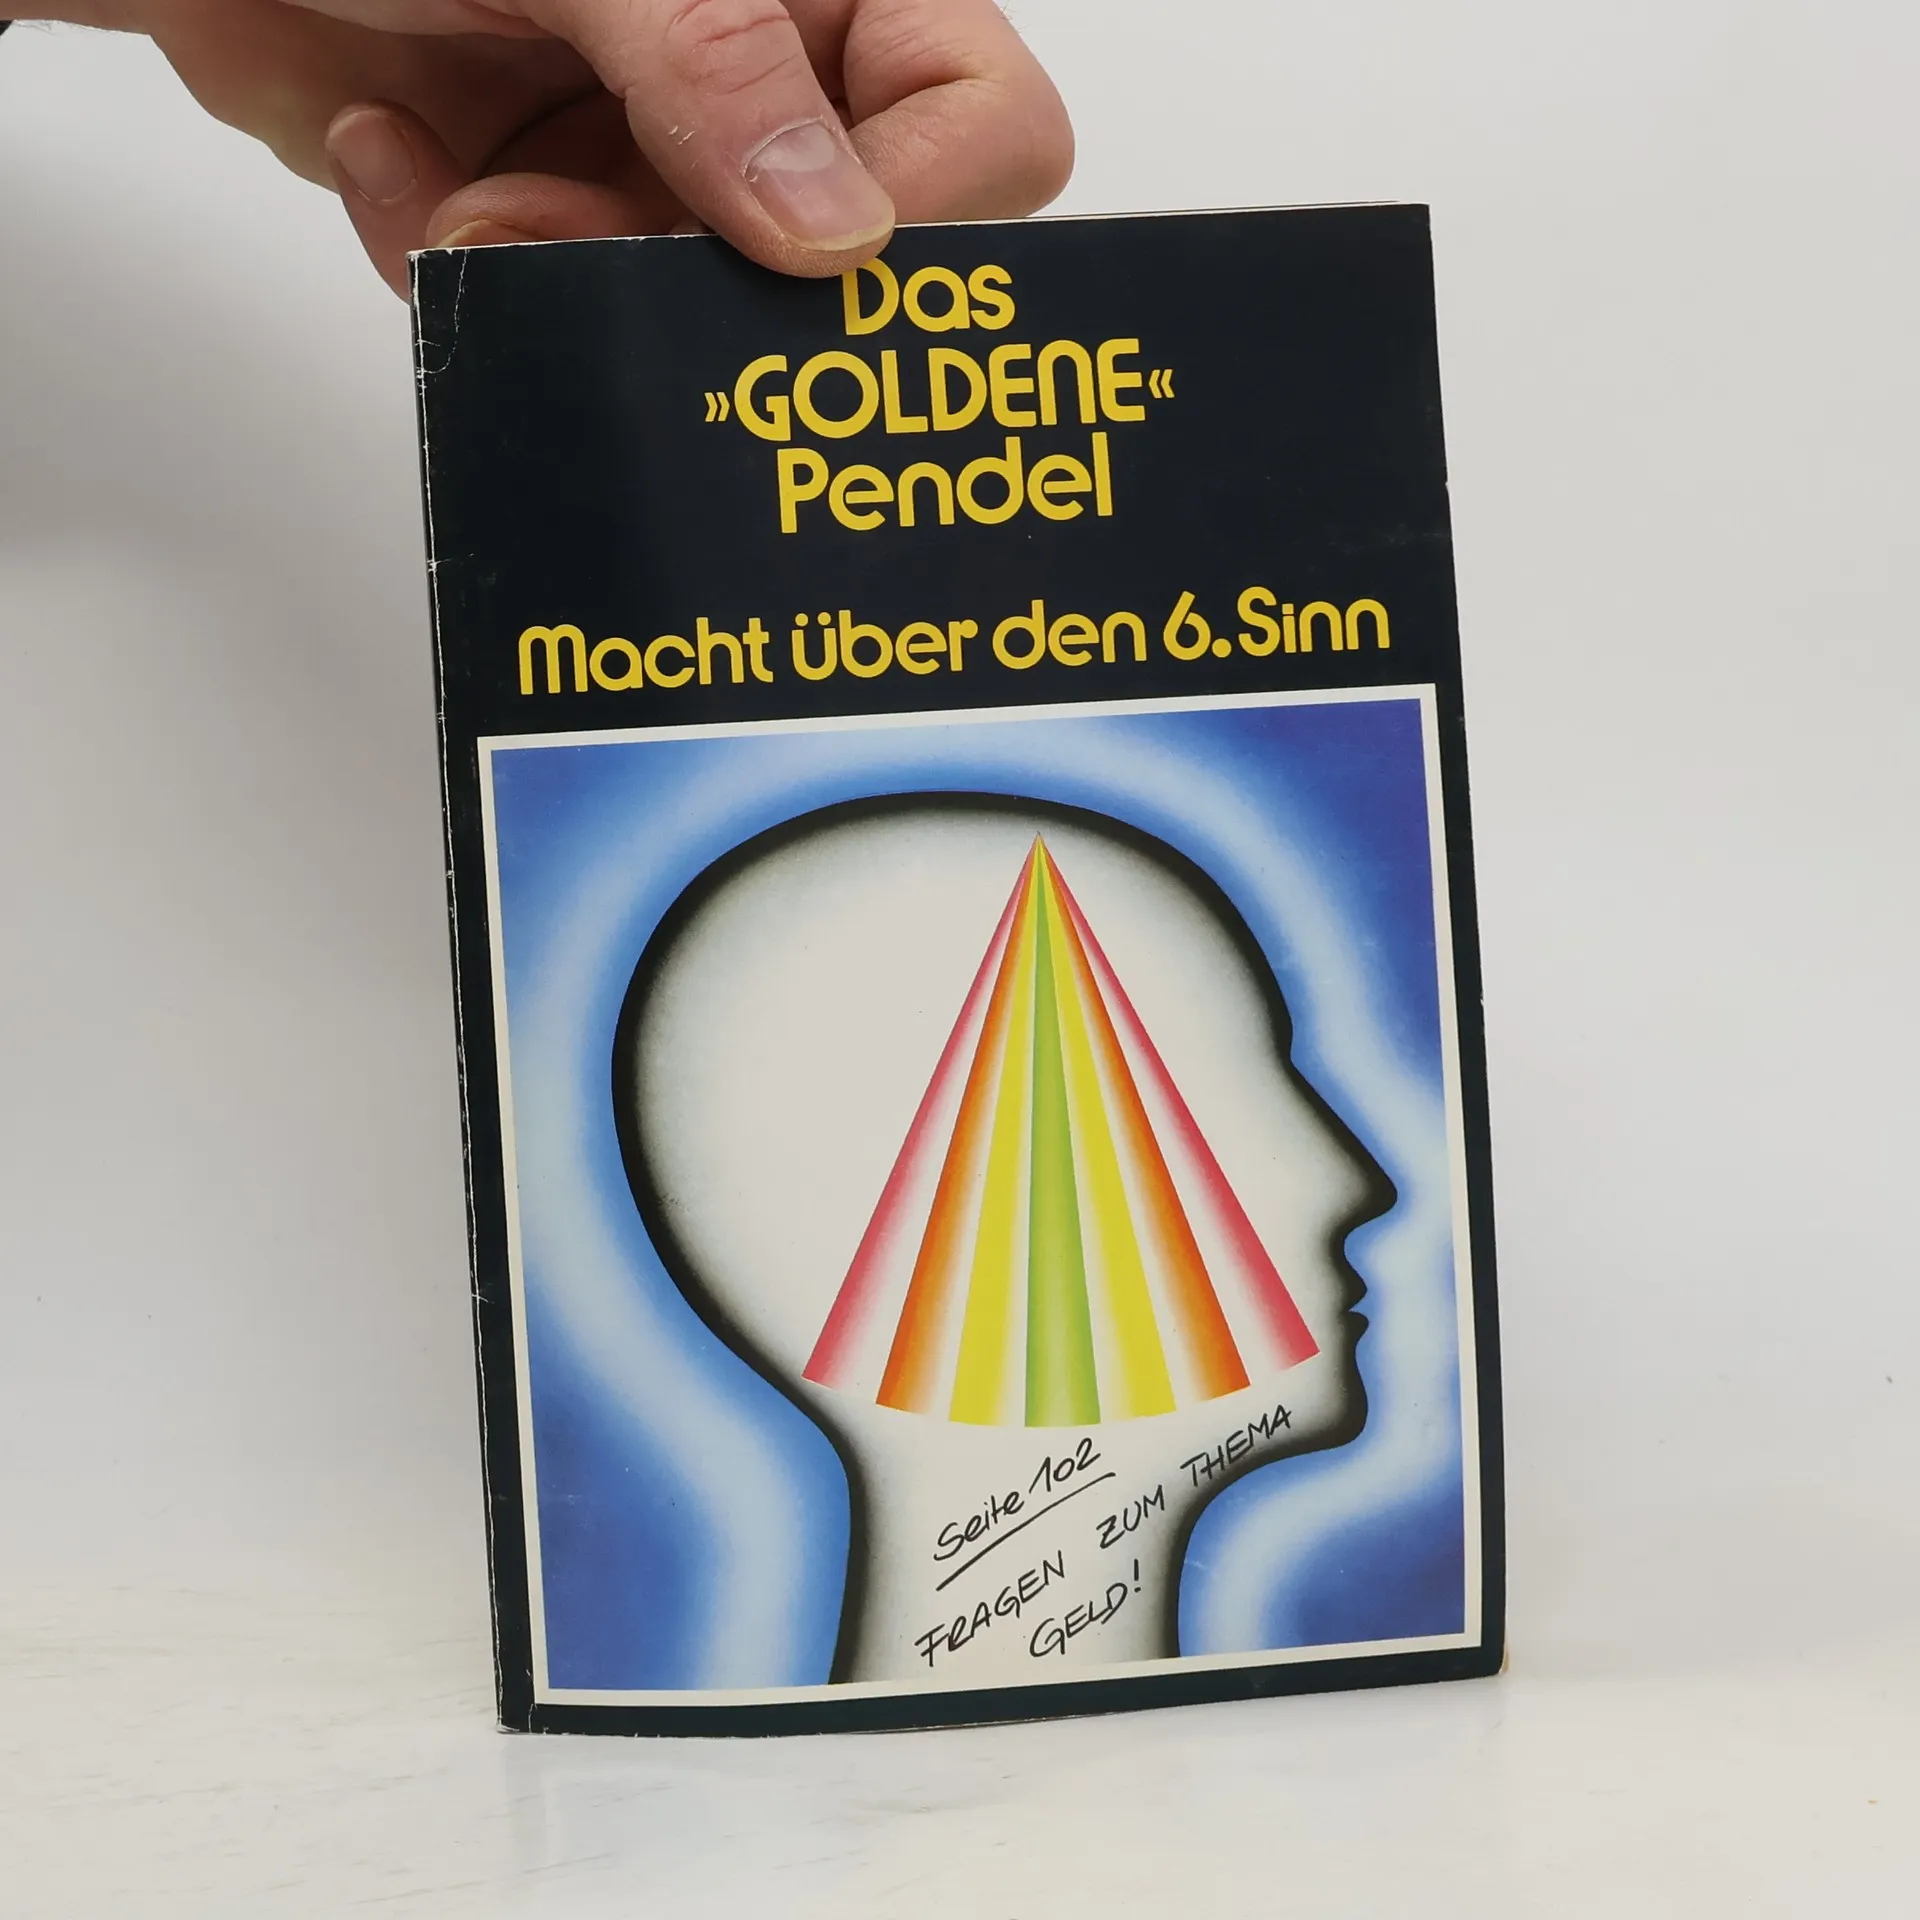 Das
»GOLDENE«
Pendel
Macht über den 6. Sinn
Seite 102
FRAGEN ZUM THEMA
GELD!